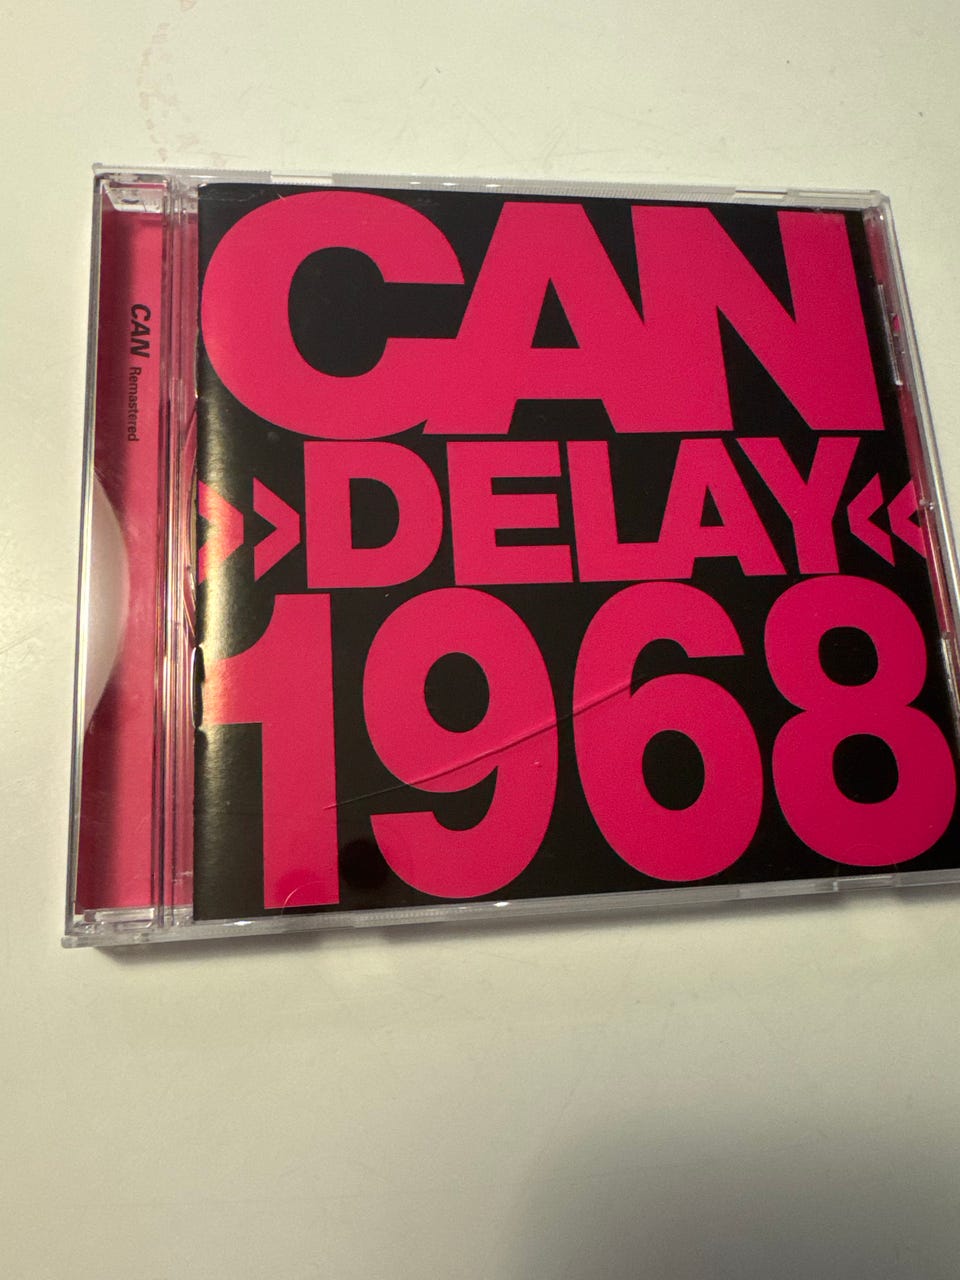 CAN Remastered
CAN
»DELAY«
1968